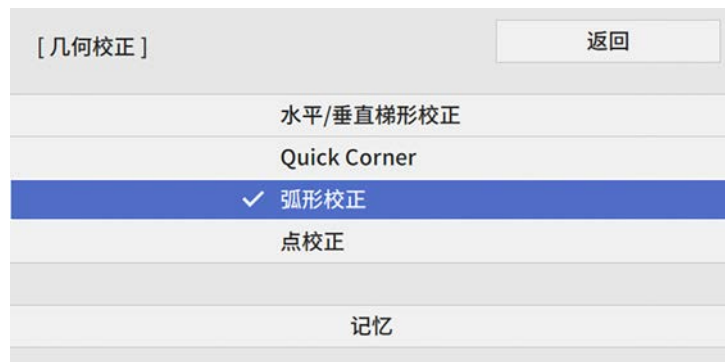 [ 几何校正 ]
返回
水平/垂直梯形校正
Quick Corner
弧形校正
点校正
记忆